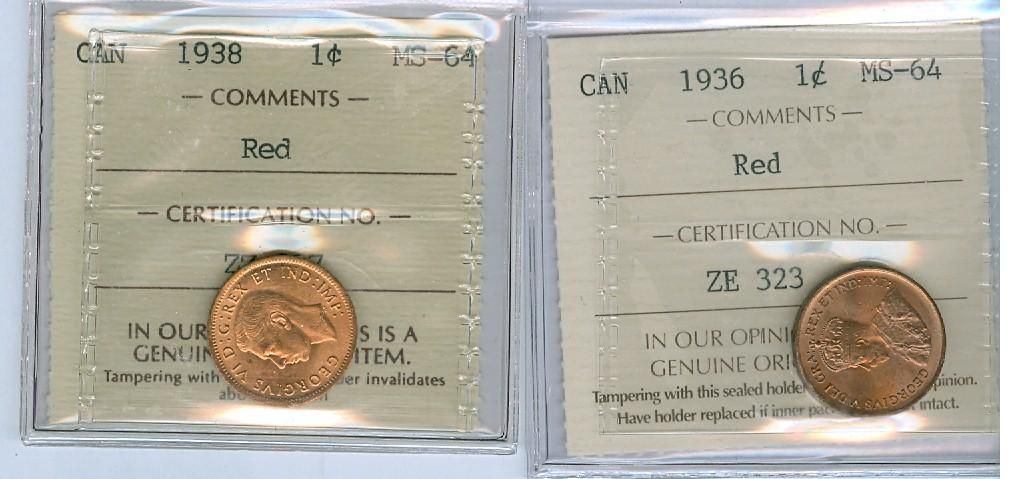 CAN 1938 1¢ MS-64
— COMMENTS —
Red
— CERTIFICATION NO. —
IN OUR S IS A
GENUIN ITEM.
Tampering with er invalidates
GEORGIVS VI D:G:REX ET IND:IMP:
CAN 1936 1¢ MS-64
— COMMENTS —
Red
— CERTIFICATION NO. —
ZE 323
IN OUR OPINI
GENUINE ORI
Tampering with this sealed holde pinion.
Have holder replaced if inner pac intact.
GEORGIVS V DEI GRA: REX ET IND: IMP: